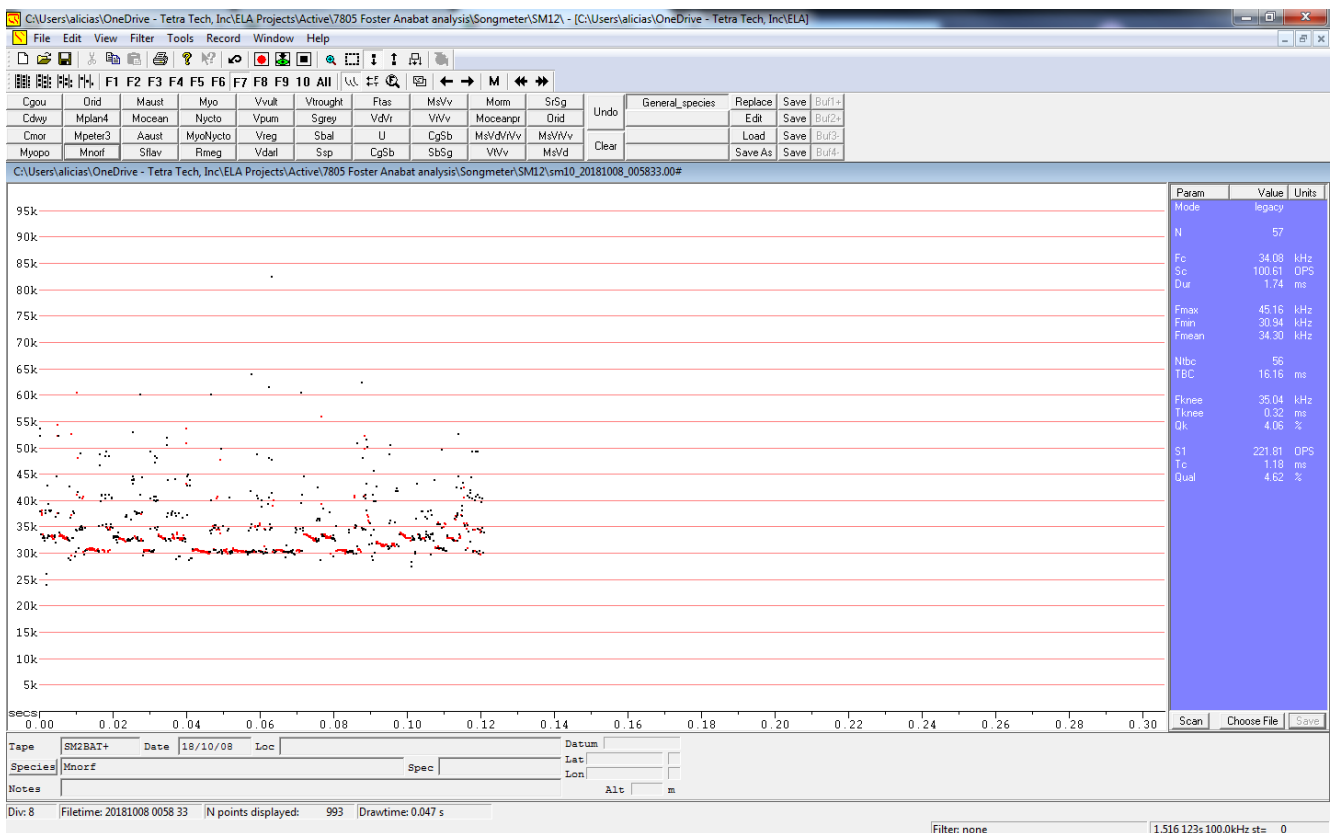 C:\Users\alicias\OneDrive - Tetra Tech, Inc\ELA Projects\Active\7805 Foster Anabat analysis\Songmeter\SM12\ - [C:\Users\alicias\OneDrive - Tetra Tech, Inc\ELA]
File Edit View Filter Tools Record Window Help
F1 F2 F3 F4 F5 F6 F7 F8 F9 10 All M
Cgou Orid Maust Myo Vvult Vtrought Ftas MsVv Morm SrSg Undo General_species Replace Save Buf1+
Cdwy Mplan4 Mocean Nycto Vpum Sgrey VdVr VrVv Moceanpr Orid Edit Save Buf2+
Cmor Mpeter3 Aaust MyoNycto Vreg Sbal U CgSb MsVdVrVv MsVrVv Clear Load Save Buf3-
Myopo Mnorf Sflav Rmeg Vdarl Ssp CgSb SbSg VtVv MsVd Save As Save Buf4-
C:\Users\alicias\OneDrive - Tetra Tech, Inc\ELA Projects\Active\7805 Foster Anabat analysis\Songmeter\SM12\sm10_20181008_005833.00#
Param Value Units
Mode legacy
N 57
Fc 34.08 kHz
Sc 100.61 OPS
Dur 1.74 ms
Fmax 45.16 kHz
Fmin 30.94 kHz
Fmean 34.30 kHz
Ntbc 56
TBC 16.16 ms
Fknee 35.04 kHz
Tknee 0.32 ms
Qk 4.06 %
S1 221.81 OPS
Tc 1.18 ms
Qual 4.62 %
95k
90k
85k
80k
75k
70k
65k
60k
55k
50k
45k
40k
35k
30k
25k
20k
15k
10k
5k
secs
0.00 0.02 0.04 0.06 0.08 0.10 0.12 0.14 0.16 0.18 0.20 0.22 0.24 0.26 0.28 0.30
Scan Choose File Save
Tape SM2BAT+ Date 18/10/08 Loc Datum
Species Mnorf Spec Lat
Lon
Notes Alt m
Div: 8 Filetime: 20181008 0058 33 N points displayed: 993 Drawtime: 0.047 s
Filter: none 1,516 123s 100.0kHz st= 0